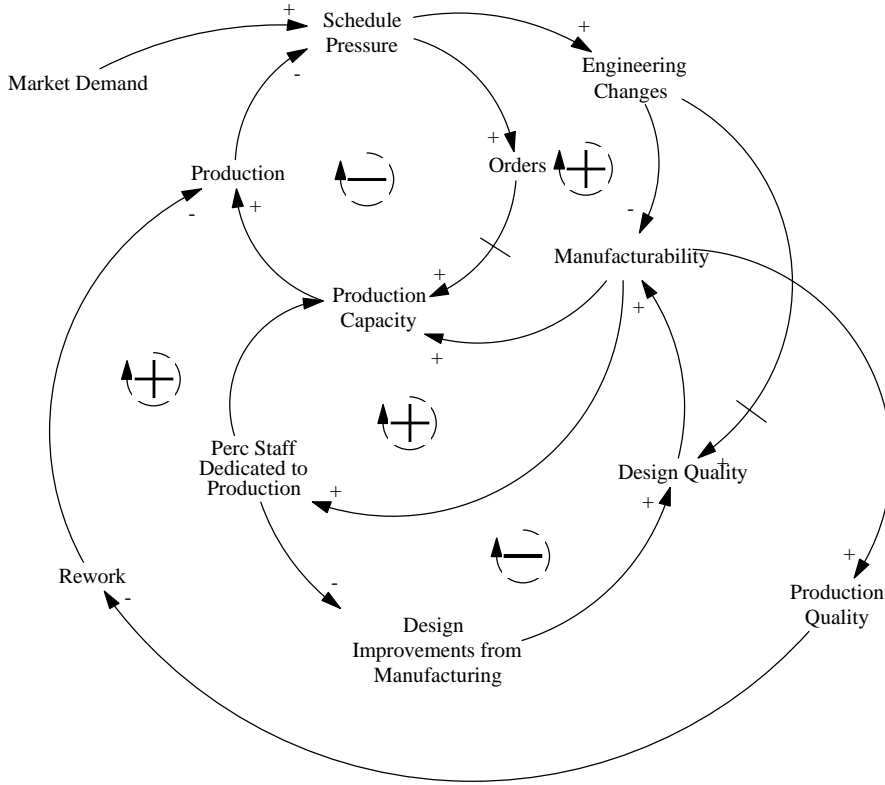 Schedule
Pressure
Market Demand
Engineering
Changes
Production
Orders
Manufacturability
Production
Capacity
Perc Staff
Dedicated to
Production
Design Quality
Rework
Production
Quality
Design
Improvements from
Manufacturing
+
+
-
+
+
-
-
+
+
+
+
+
+
+
-
+
-